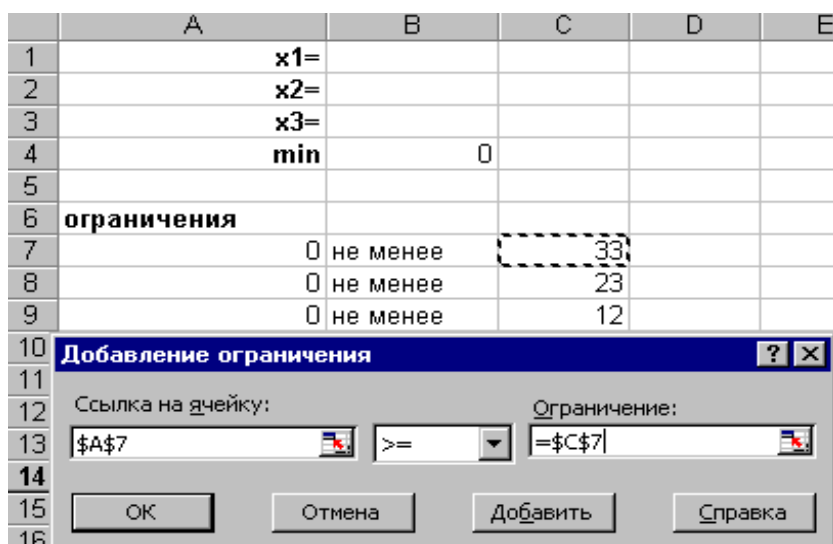 A B C D E
1 x1=
2 x2=
3 x3=
4 min 0
5
6 ограничения
7 0 не менее 33
8 0 не менее 23
9 0 не менее 12
10 Добавление ограничения ? ×
11
12 Ссылка на ячейку: Ограничение:
13 $A$7 >= =$C$7
14
15 OK Отмена Добавить Справка
16